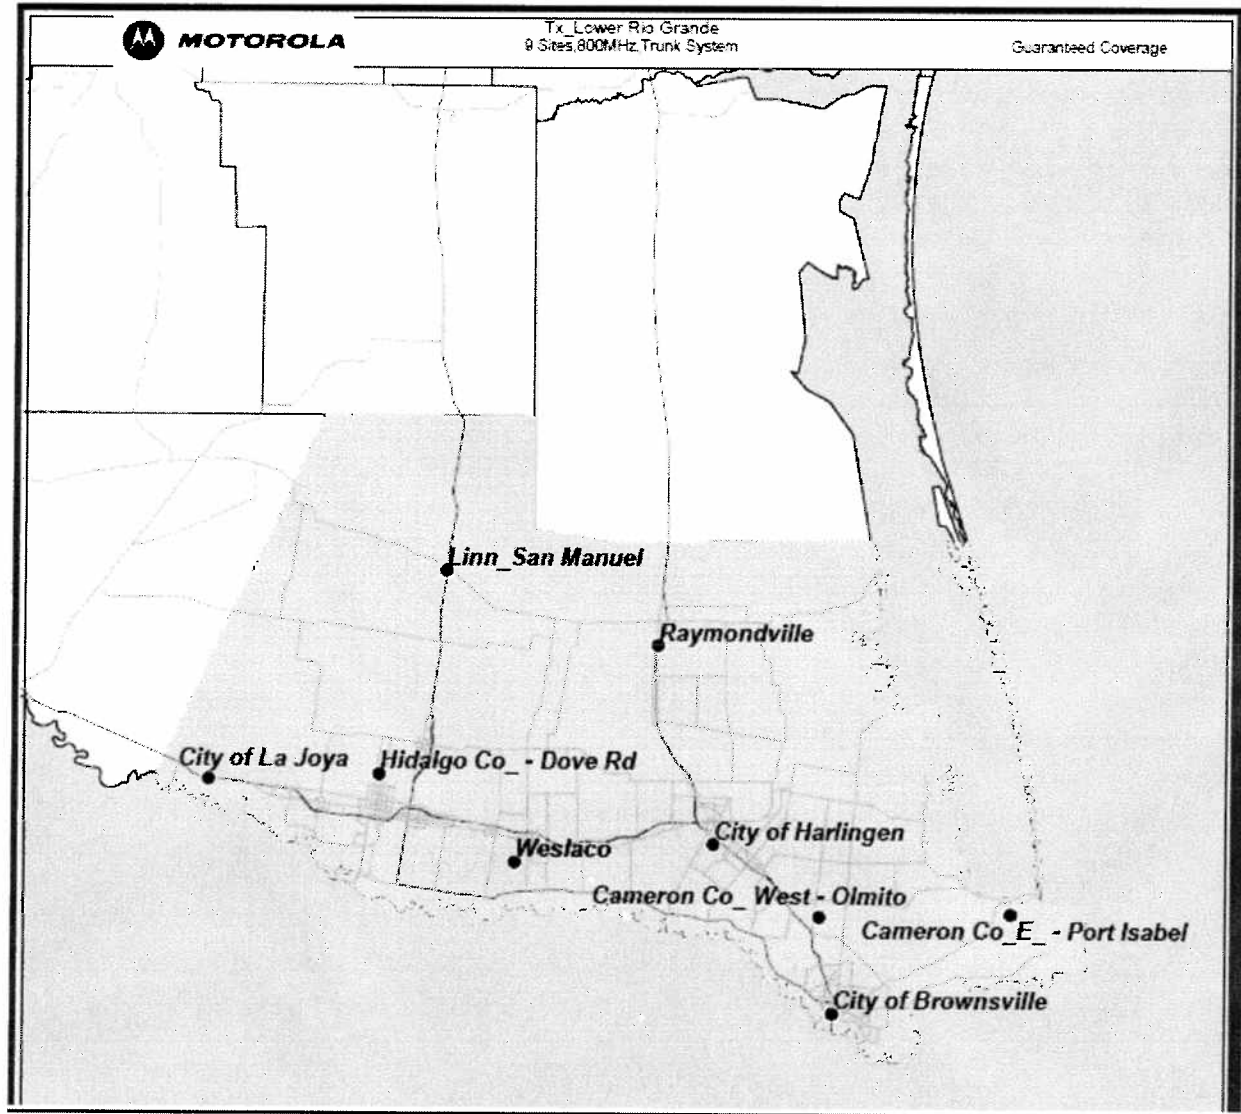 MOTOROLA
Tx_Lower Rio Grande
9 Sites,800MHz,Trunk System
Guaranteed Coverage
Linn_San Manuel
Raymondville
City of La Joya
Hidalgo Co_ - Dove Rd
City of Harlingen
Weslaco
Cameron Co_ West - Olmito
Cameron Co_E_ - Port Isabel
City of Brownsville